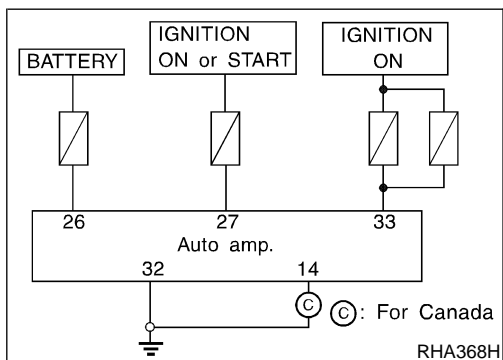 BATTERY
IGNITION
ON or START
IGNITION
ON
26 27 33
Auto amp.
32 14
C C : For Canada
RHA368H